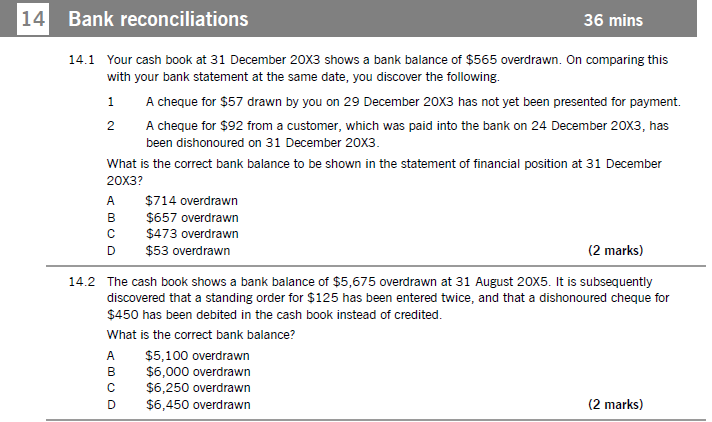 14 Bank reconciliations 36 mins
14.1 Your cash book at 31 December 20X3 shows a bank balance of $565 overdrawn. On comparing this
with your bank statement at the same date, you discover the following.
1 A cheque for $57 drawn by you on 29 December 20X3 has not yet been presented for payment.
2 A cheque for $92 from a customer, which was paid into the bank on 24 December 20X3, has
been dishonoured on 31 December 20X3.
What is the correct bank balance to be shown in the statement of financial position at 31 December
20X3?
A $714 overdrawn
B $657 overdrawn
C $473 overdrawn
D $53 overdrawn (2 marks)
14.2 The cash book shows a bank balance of $5,675 overdrawn at 31 August 20X5. It is subsequently
discovered that a standing order for $125 has been entered twice, and that a dishonoured cheque for
$450 has been debited in the cash book instead of credited.
What is the correct bank balance?
A $5,100 overdrawn
B $6,000 overdrawn
C $6,250 overdrawn
D $6,450 overdrawn (2 marks)